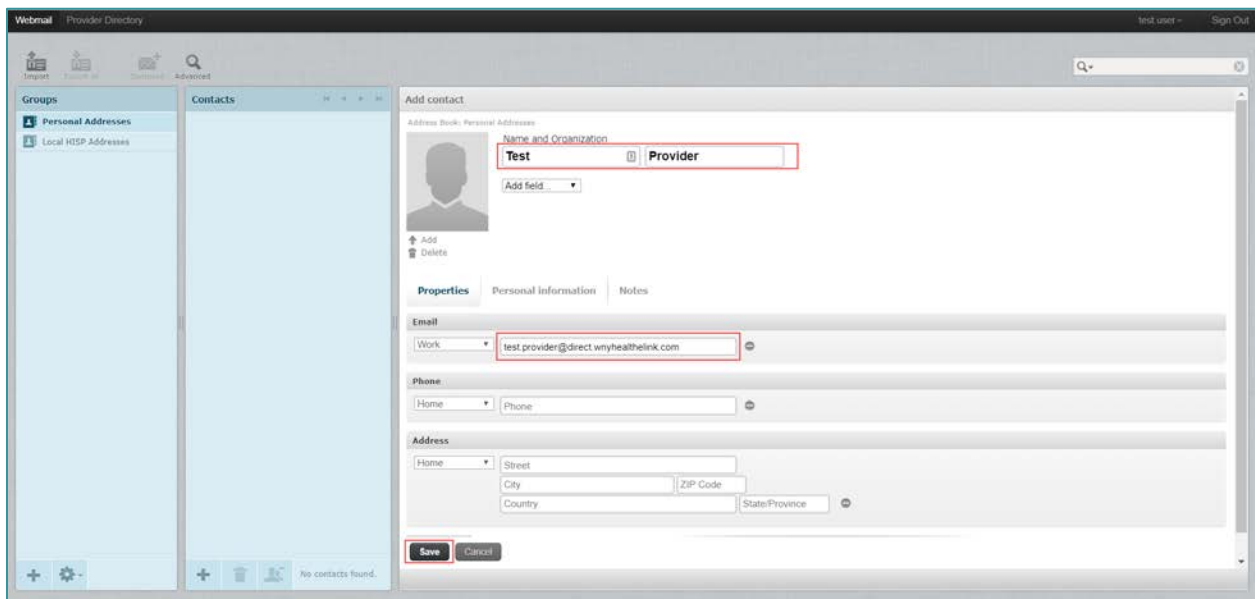 Webmail Provider Directory test user Sign Out
Import Advanced
Groups
Personal Addresses
Local HISP Addresses
Contacts
No contacts found.
Add contact
Address Book: Personal Addresses
Name and Organization
Test Provider
Add field...
Add
Delete
Properties Personal information Notes
Email
Work test.provider@direct.wnyhealthelink.com
Phone
Home Phone
Address
Home Street
City ZIP Code
Country State/Province
Save Cancel